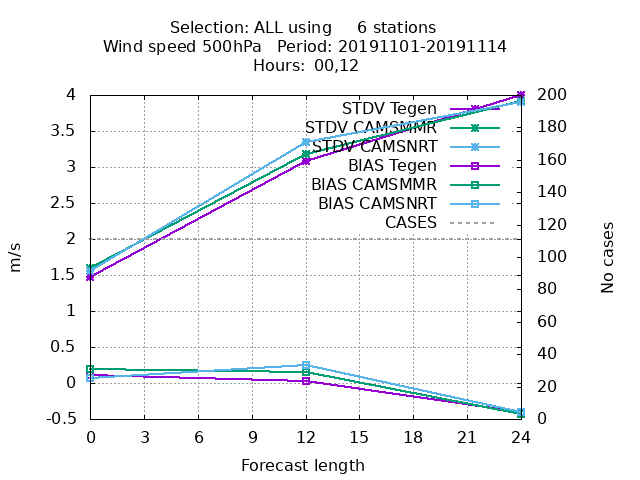 Selection: ALL using     6 stations
Wind speed 500hPa   Period: 20191101-20191114
Hours:  00,12
m/s
4
3.5
3
2.5
2
1.5
1
0.5
0
-0.5
STDV Tegen
STDV CAMSMMR
STDV CAMSNRT
BIAS Tegen
BIAS CAMSMMR
BIAS CAMSNRT
CASES
200
180
160
140
120
100
80
60
40
20
0
No cases
0 3 6 9 12 15 18 21 24
Forecast length